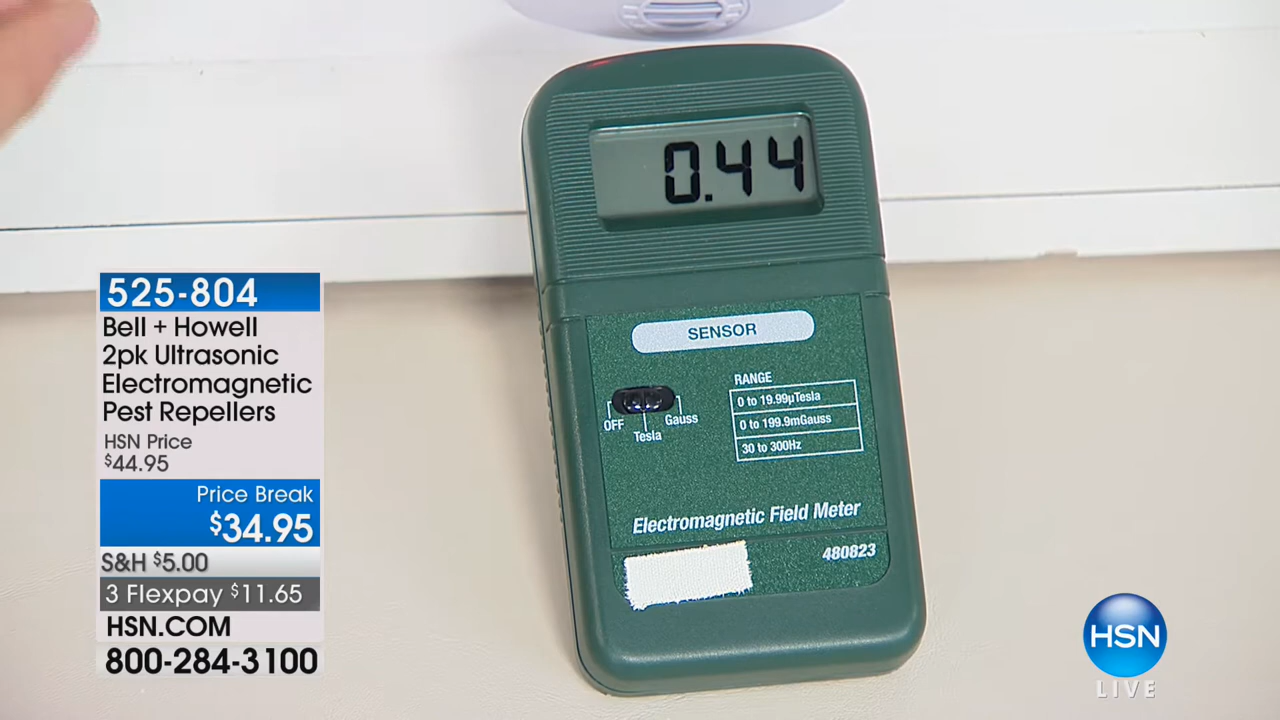 0.44
SENSOR
OFF
Tesla
Gauss
RANGE
0 to 19.99µTesla
0 to 199.9mGauss
30 to 300Hz
Electromagnetic Field Meter
480823
525-804
Bell + Howell
2pk Ultrasonic
Electromagnetic
Pest Repellers
HSN Price
$44.95
Price Break
$34.95
S&H $5.00
3 Flexpay $11.65
HSN.COM
800-284-3100
HSN
LIVE